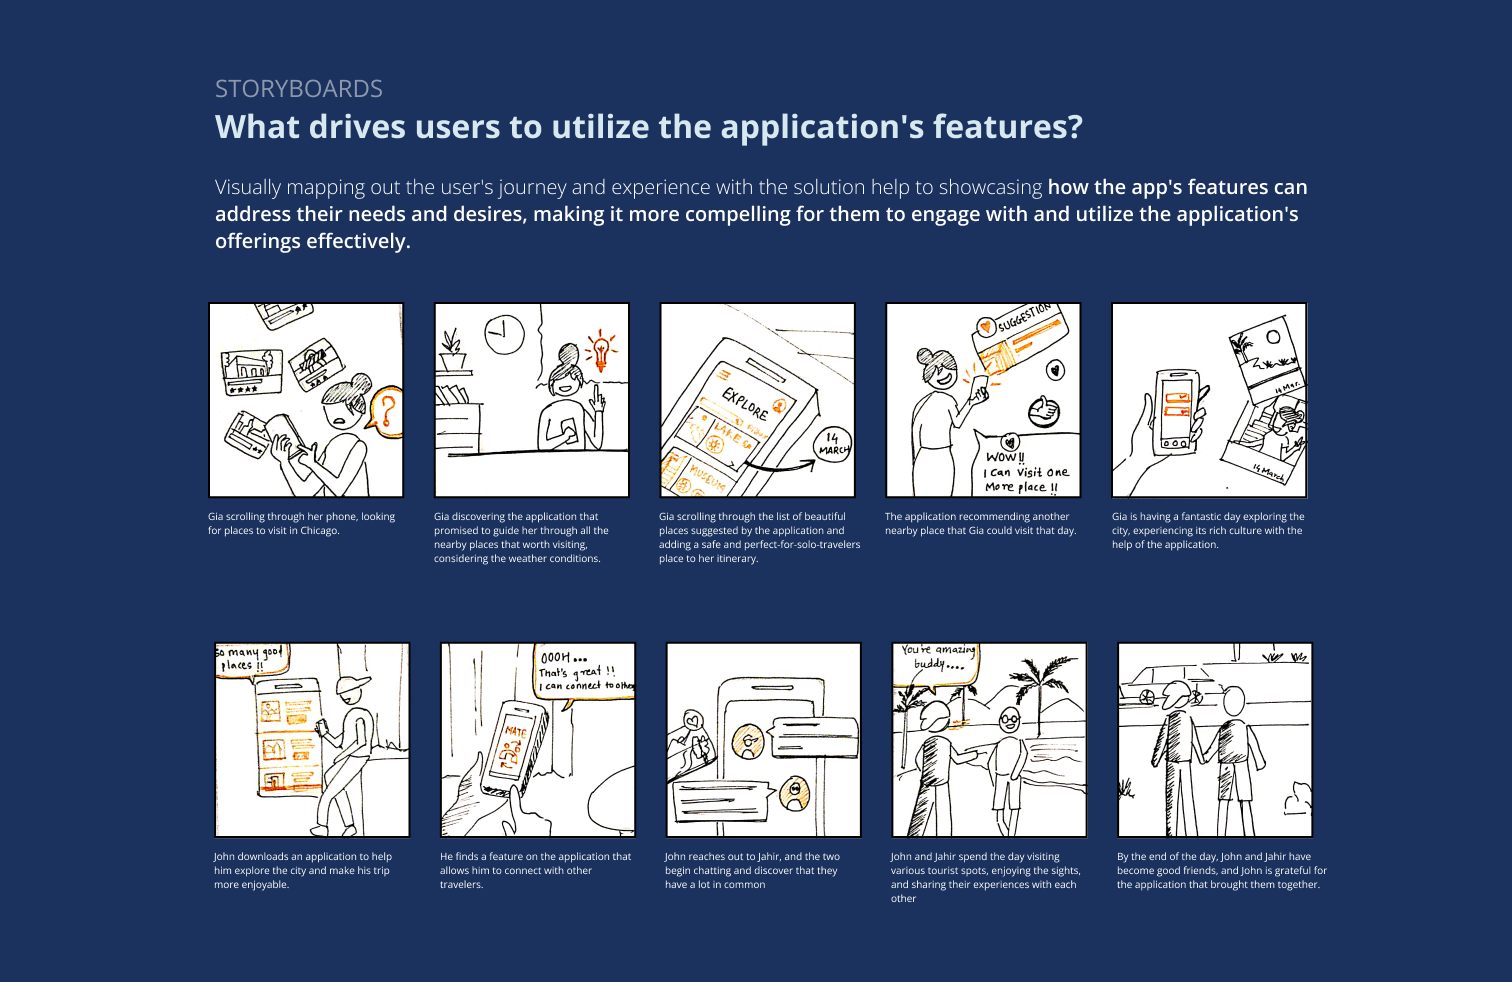 STORYBOARDS
What drives users to utilize the application's features?
Visually mapping out the user's journey and experience with the solution help to showcasing how the app's features can
address their needs and desires, making it more compelling for them to engage with and utilize the application's
offerings effectively.
?
EXPLORE
LAKE
MUSEUM
14
MARCH
SUGGESTION
WOW!!
I can visit one
More place !!
14 Mar.
14 March
Gia scrolling through her phone, looking
for places to visit in Chicago.
Gia discovering the application that
promised to guide her through all the
nearby places that worth visiting,
considering the weather conditions.
Gia scrolling through the list of beautiful
places suggested by the application and
adding a safe and perfect-for-solo-travelers
place to her itinerary.
The application recommending another
nearby place that Gia could visit that day.
Gia is having a fantastic day exploring the
city, experiencing its rich culture with the
help of the application.
so many good
places !!
OOOH...
That's great !!
I can connect to other
MATE
You're amazing
buddy....
John downloads an application to help
him explore the city and make his trip
more enjoyable.
He finds a feature on the application that
allows him to connect with other
travelers.
John reaches out to Jahir, and the two
begin chatting and discover that they
have a lot in common
John and Jahir spend the day visiting
various tourist spots, enjoying the sights,
and sharing their experiences with each
other
By the end of the day, John and Jahir have
become good friends, and John is grateful for
the application that brought them together.